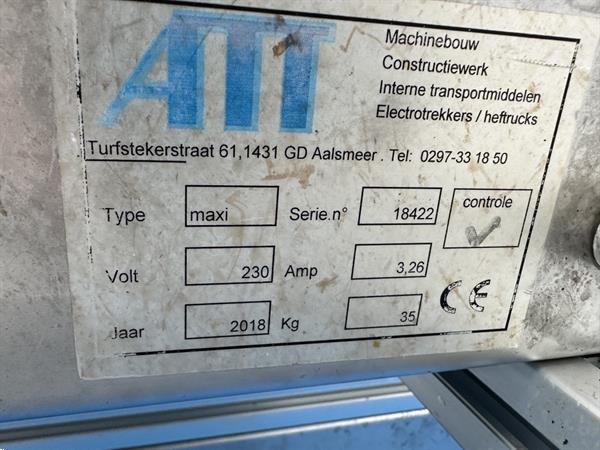 ATT
Machinebouw
Constructiewerk
Interne transportmiddelen
Electrotrekkers / heftrucks
Turfstekerstraat 61,1431 GD Aalsmeer . Tel: 0297-33 18 50
Type maxi Serie.n° 18422 controle
Volt 230 Amp 3,26
Jaar 2018 Kg 35 CE